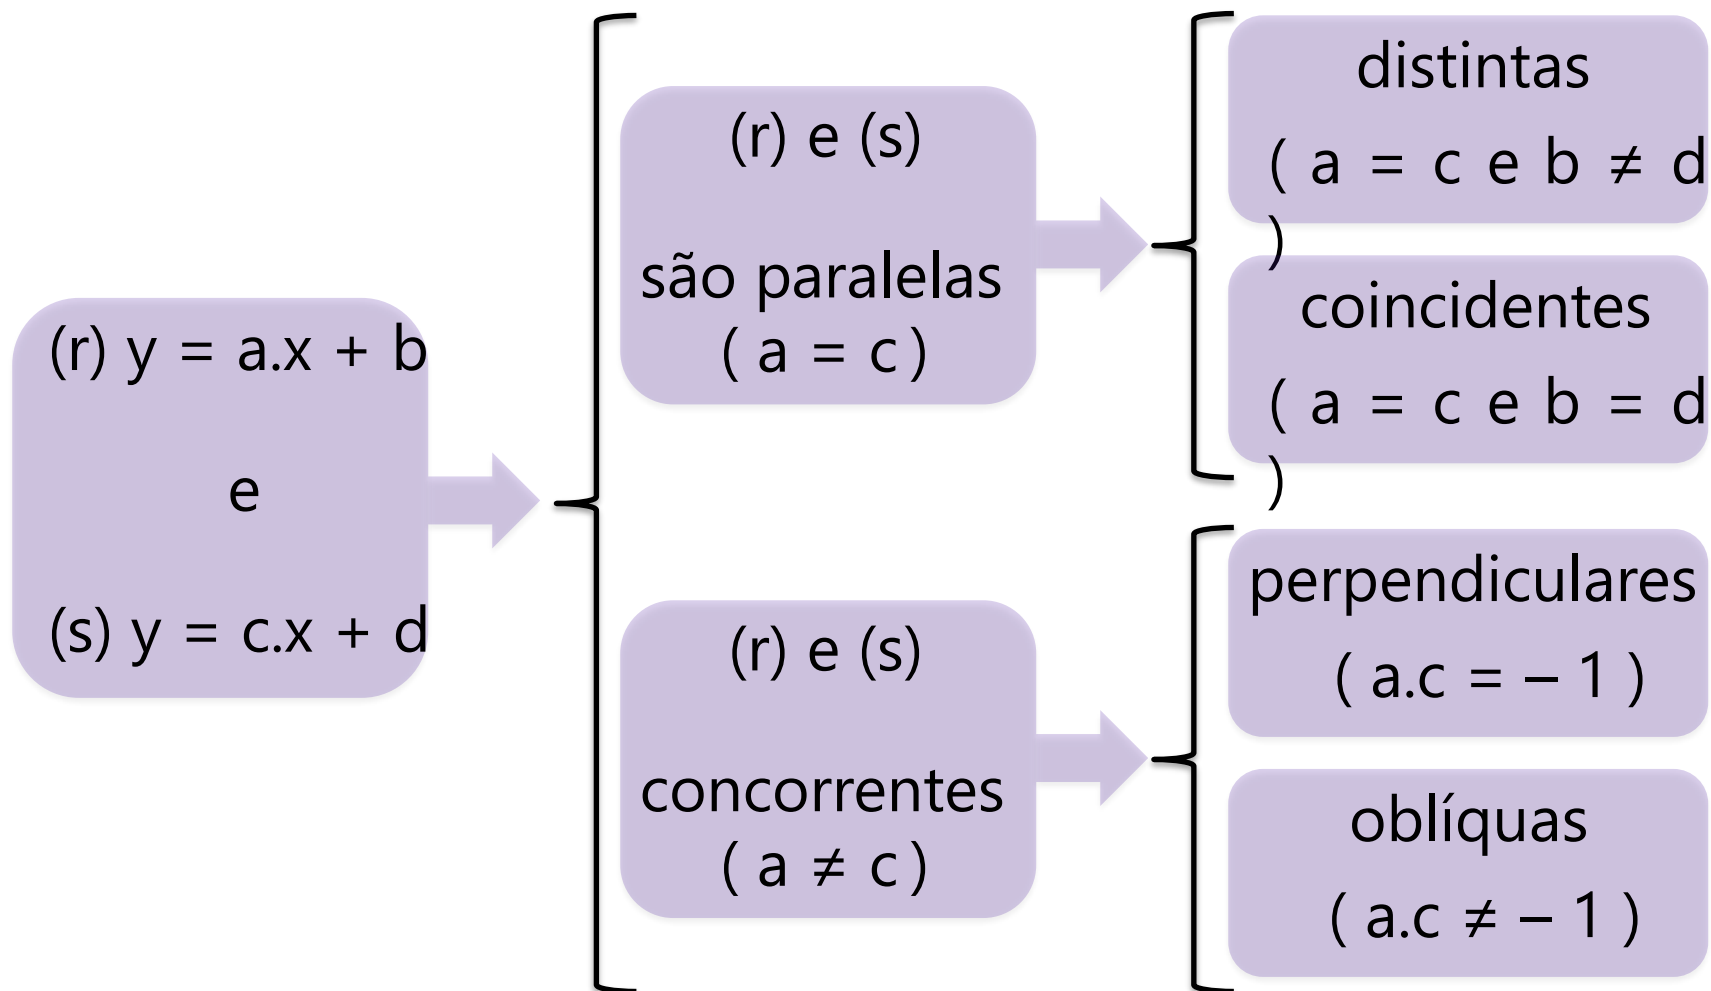 (r) y = a.x + b
e
(s) y = c.x + d
(r) e (s)
são paralelas
( a = c )
distintas
( a = c e b ≠ d
)
coincidentes
( a = c e b = d
)
(r) e (s)
concorrentes
( a ≠ c )
perpendiculares
( a.c = – 1 )
oblíquas
( a.c ≠ – 1 )